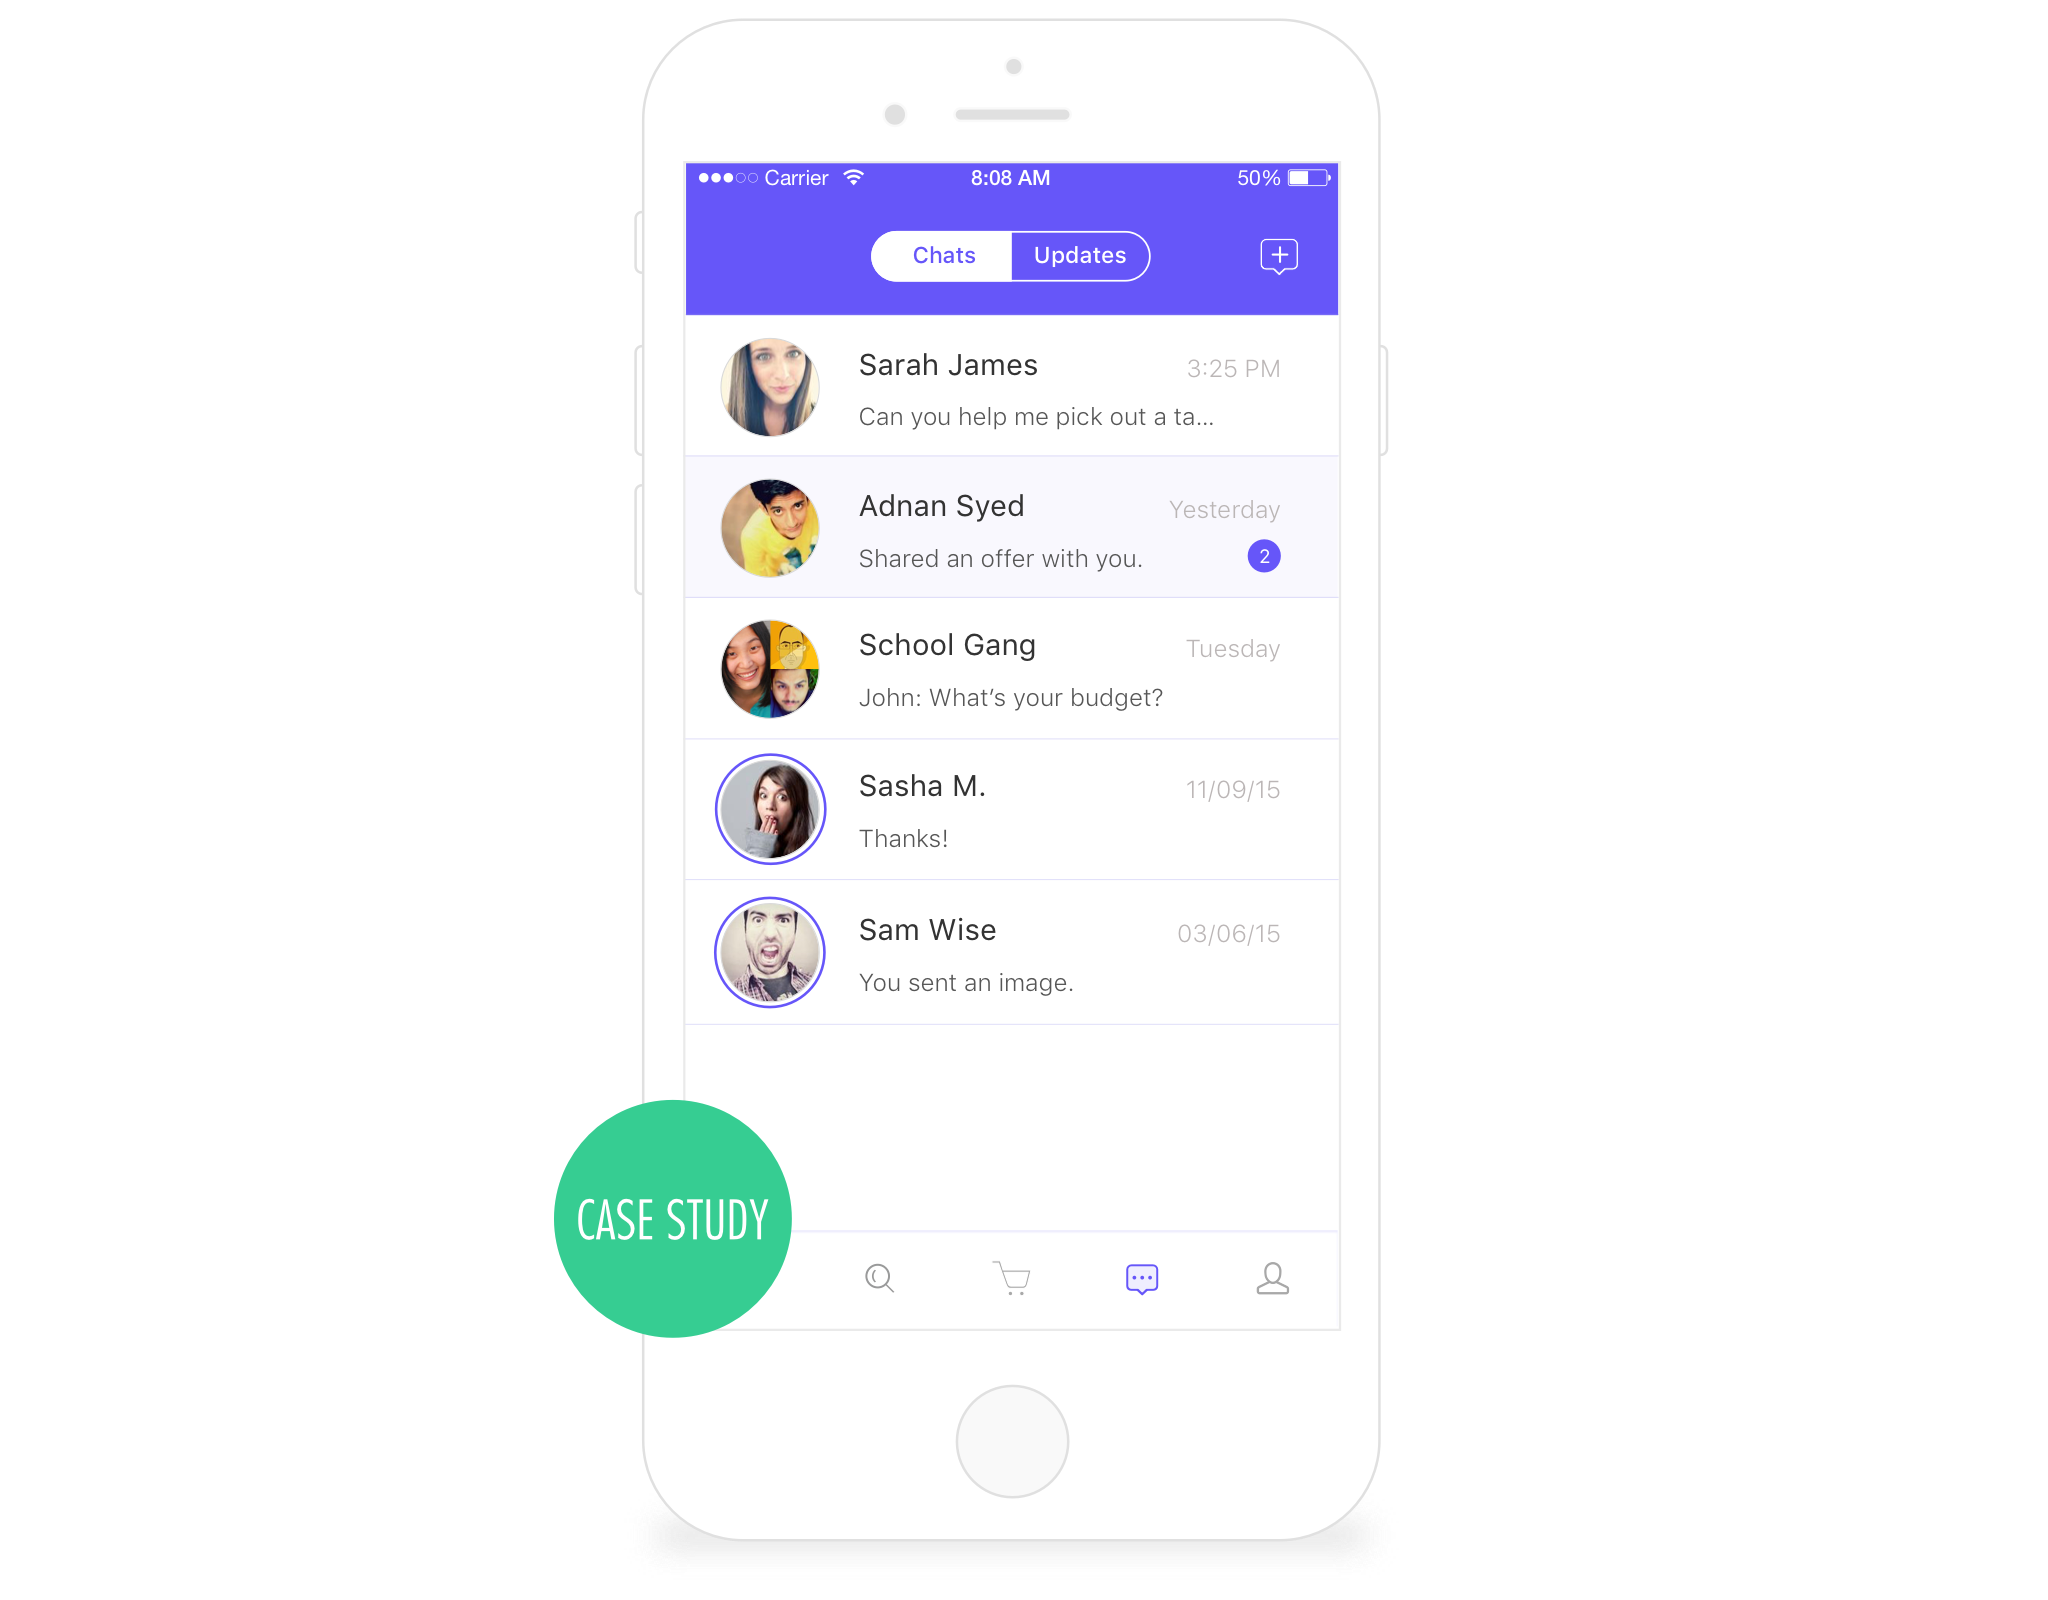 Carrier 8:08 AM 50%
Chats Updates
Sarah James 3:25 PM
Can you help me pick out a ta...
Adnan Syed Yesterday
Shared an offer with you. 2
School Gang Tuesday
John: What’s your budget?
Sasha M. 11/09/15
Thanks!
Sam Wise 03/06/15
You sent an image.
CASE STUDY